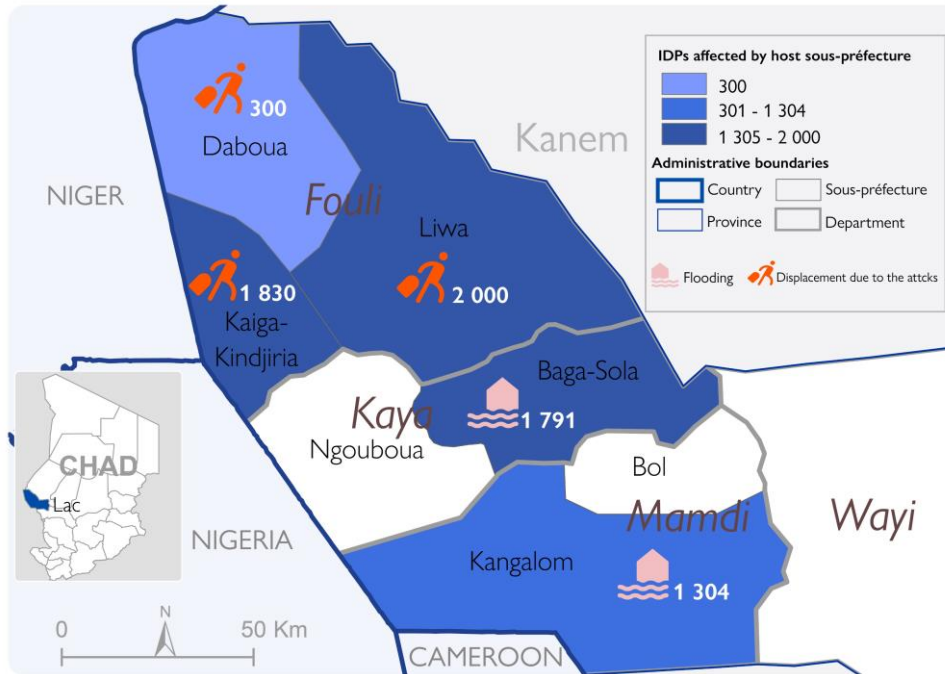 IDPs affected by host sous-préfecture
300
301 - 1 304
1 305 - 2 000
Administrative boundaries
Country
Sous-préfecture
Province
Department
Flooding
Displacement due to the attcks
Kanem
NIGER
300
Daboua
Fouli
Liwa
2 000
1 830
Kaiga-
Kindjiria
Baga-Sola
1 791
Kaya
Ngouboua
Bol
Mamdi
Wayi
Kangalom
1 304
CHAD
Lac
NIGERIA
CAMEROON
N
0
50 Km